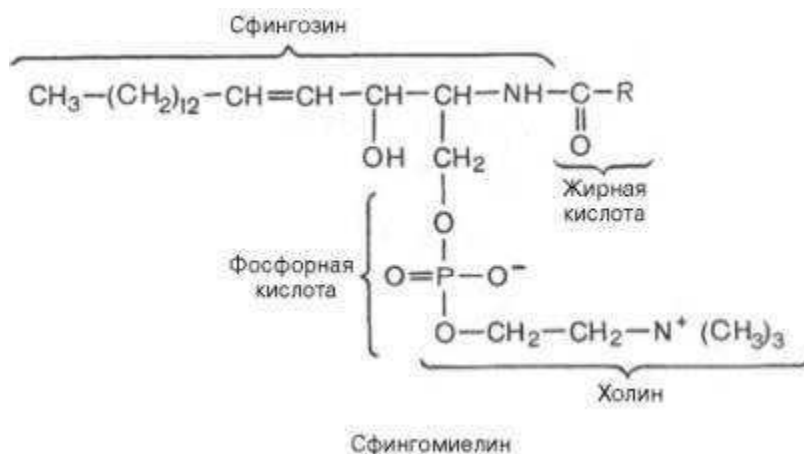 Сфингозин
CH₃—(CH₂)₁₂—CH=CH—CH—CH—NH—C—R
OH CH₂ O
Жирная
кислота
O
Фосфорная
кислота
O=P—O⁻
O—CH₂—CH₂—N⁺ (CH₃)₃
Холин
Сфингомиелин